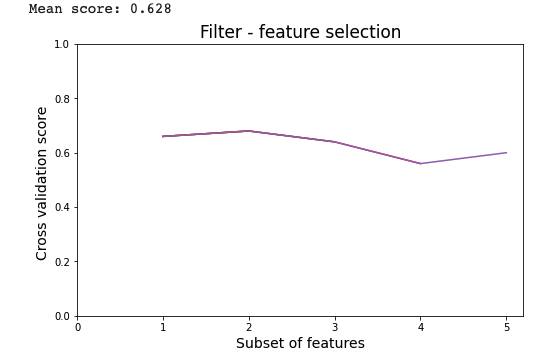 Mean score: 0.628
Filter - feature selection
1.0
0.8
0.6
0.4
0.2
0.0
Cross validation score
0 1 2 3 4 5
Subset of features